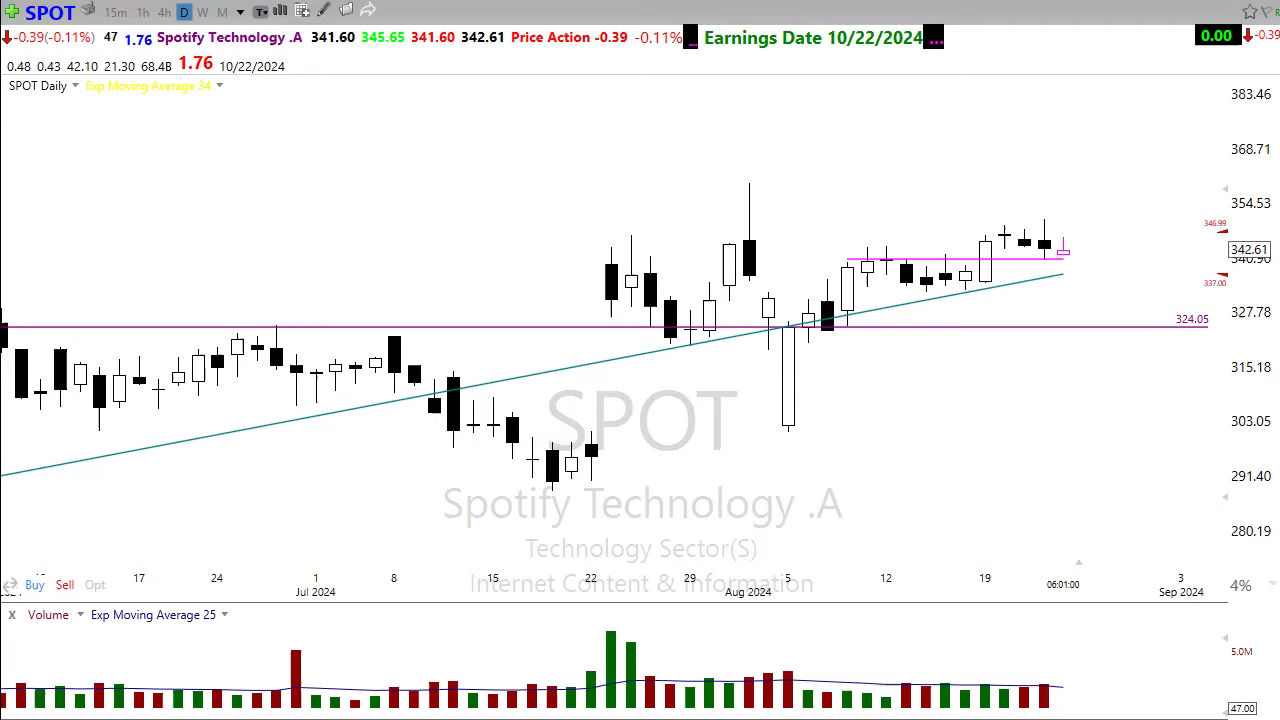 SPOT 15m 1h 4h D W M T
-0.39(-0.11%) 47 1.76 Spotify Technology .A 341.60 345.65 341.60 342.61 Price Action -0.39 -0.11% ... Earnings Date 10/22/2024 ... 0.00 -0.39
0.48 0.43 42.10 21.30 68.4B 1.76 10/22/2024
SPOT Daily Exp Moving Average 34
383.46
368.71
354.53
346.99
342.61
340.90
337.00
327.78
324.05
315.18
303.05
291.40
280.19
SPOT
Spotify Technology .A
Technology Sector(S)
Internet Content & Information
17 24 1 8 15 22 29 5 12 19 3
Buy Sell Opt
06:01:00
4%
Jul 2024 Aug 2024 Sep 2024
X Volume Exp Moving Average 25
5.0M
47.00